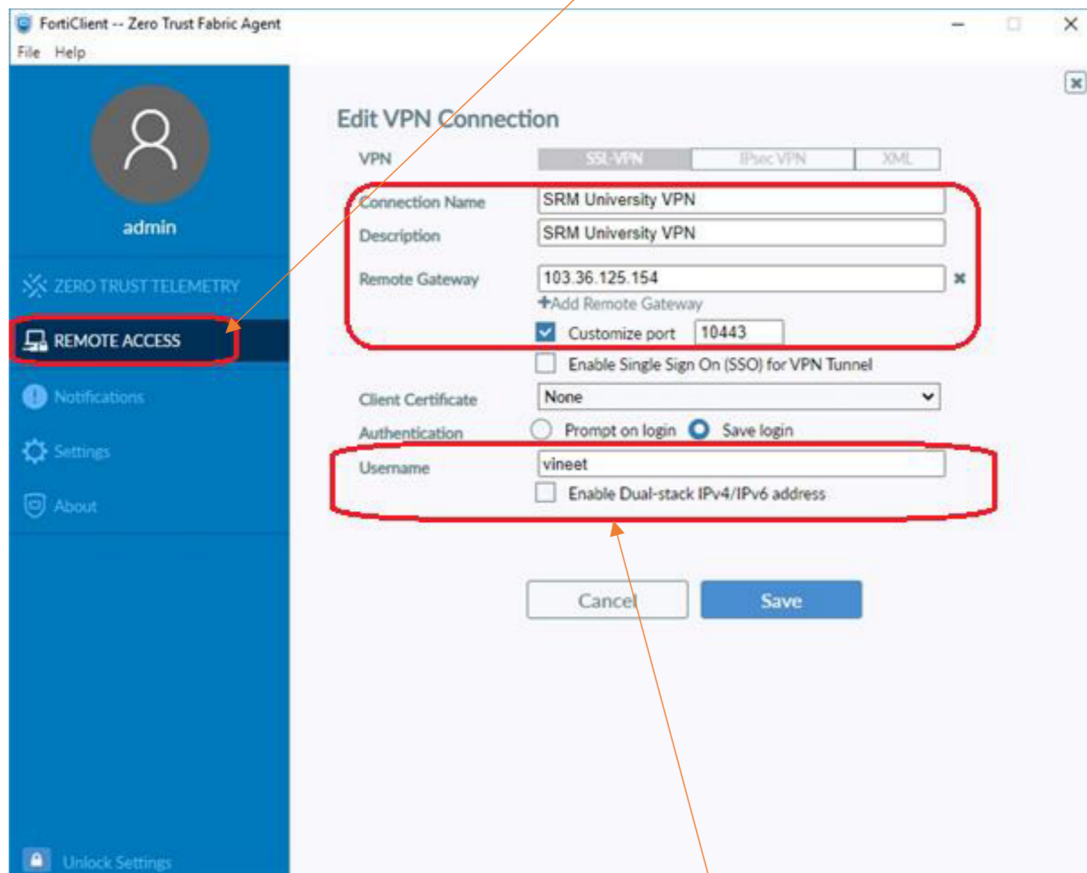 FortiClient -- Zero Trust Fabric Agent
File Help
admin
ZERO TRUST TELEMETRY
REMOTE ACCESS
Notifications
Settings
About
Unlock Settings
Edit VPN Connection
VPN SSL-VPN IPsec VPN XML
Connection Name SRM University VPN
Description SRM University VPN
Remote Gateway 103.36.125.154
+Add Remote Gateway
Customize port 10443
Enable Single Sign On (SSO) for VPN Tunnel
Client Certificate None
Authentication Prompt on login Save login
Username vineet
Enable Dual-stack IPv4/IPv6 address
Cancel Save